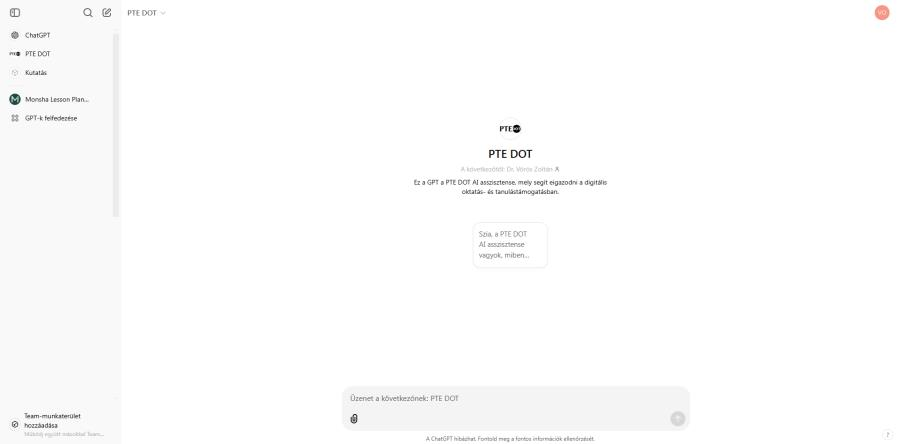 ChatGPT
PTE DOT
Kutatás
Monsha Lesson Plan...
GPT-k felfedezése
Team-munkaterület
hozzáadása
Működj együtt másokkal Team...
PTE DOT
VO
PTE DOT
PTE DOT
A következőtől: Dr. Vörös Zoltán
Ez a GPT a PTE DOT AI asszisztense, mely segít eigazodni a digitális
oktatás- és tanulástámogatásban.
Szia, a PTE DOT
AI asszisztense
vagyok, miben...
Üzenet a következőnek: PTE DOT
A ChatGPT hibázhat. Fontold meg a fontos információk ellenőrzését.
?